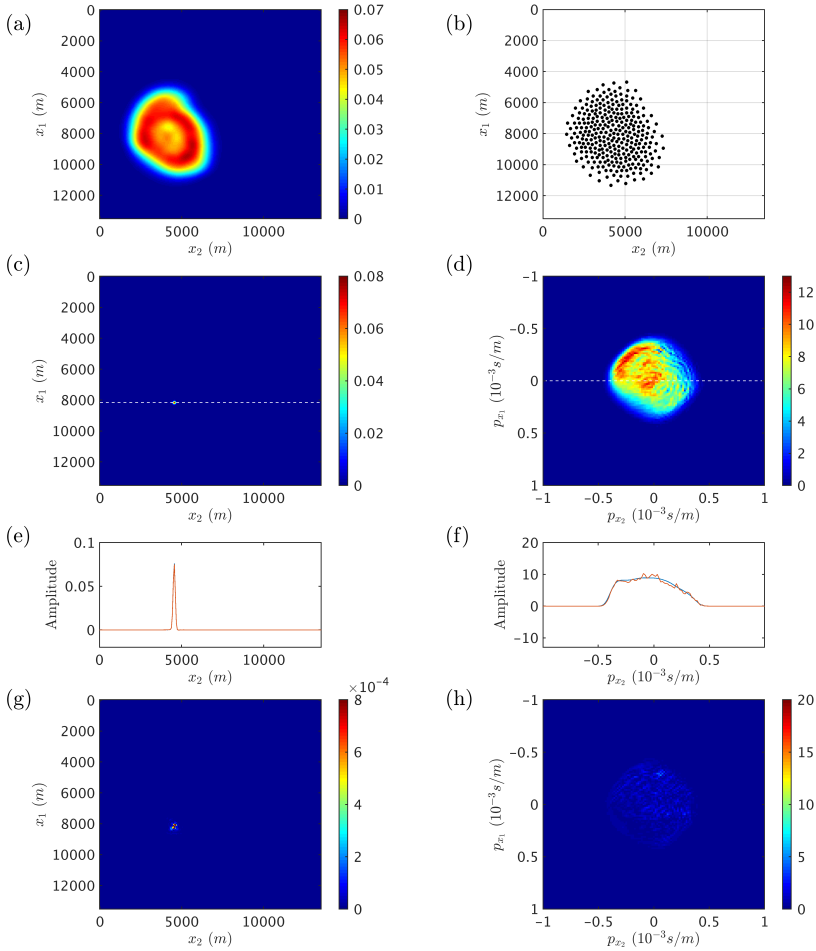 (a)
0
2000
4000
6000
8000
10000
12000
x₁ (m)
0 5000 10000
x₂ (m)
0.07
0.06
0.05
0.04
0.03
0.02
0.01
0
(b)
0
2000
4000
6000
8000
10000
12000
x₁ (m)
0 5000 10000
x₂ (m)
(c)
0
2000
4000
6000
8000
10000
12000
x₁ (m)
0 5000 10000
x₂ (m)
0.08
0.06
0.04
0.03
0.02
0.00
0
(d)
−1
−0.5
0
0.5
1
pₓ₁ (10⁻³s/m)
−1 −0.5 0 0.5 1
pₓ₂ (10⁻³s/m)
12
10
8
6
4
2
0
(e)
0.1
0.05
0
Amplitude
0 5000 10000
x₂ (m)
(f)
20
10
0
−10
Amplitude
−0.5 0 0.5
pₓ₂ (10⁻³s/m)
(g)
0
2000
4000
6000
8000
10000
12000
x₁ (m)
0 5000 10000
x₂ (m)
×10⁻⁴
8
6
4
2
0
(h)
−1
−0.5
0
0.5
1
pₓ₁ (10⁻³s/m)
−1 −0.5 0 0.5 1
pₓ₂ (10⁻³s/m)
20
15
10
5
0